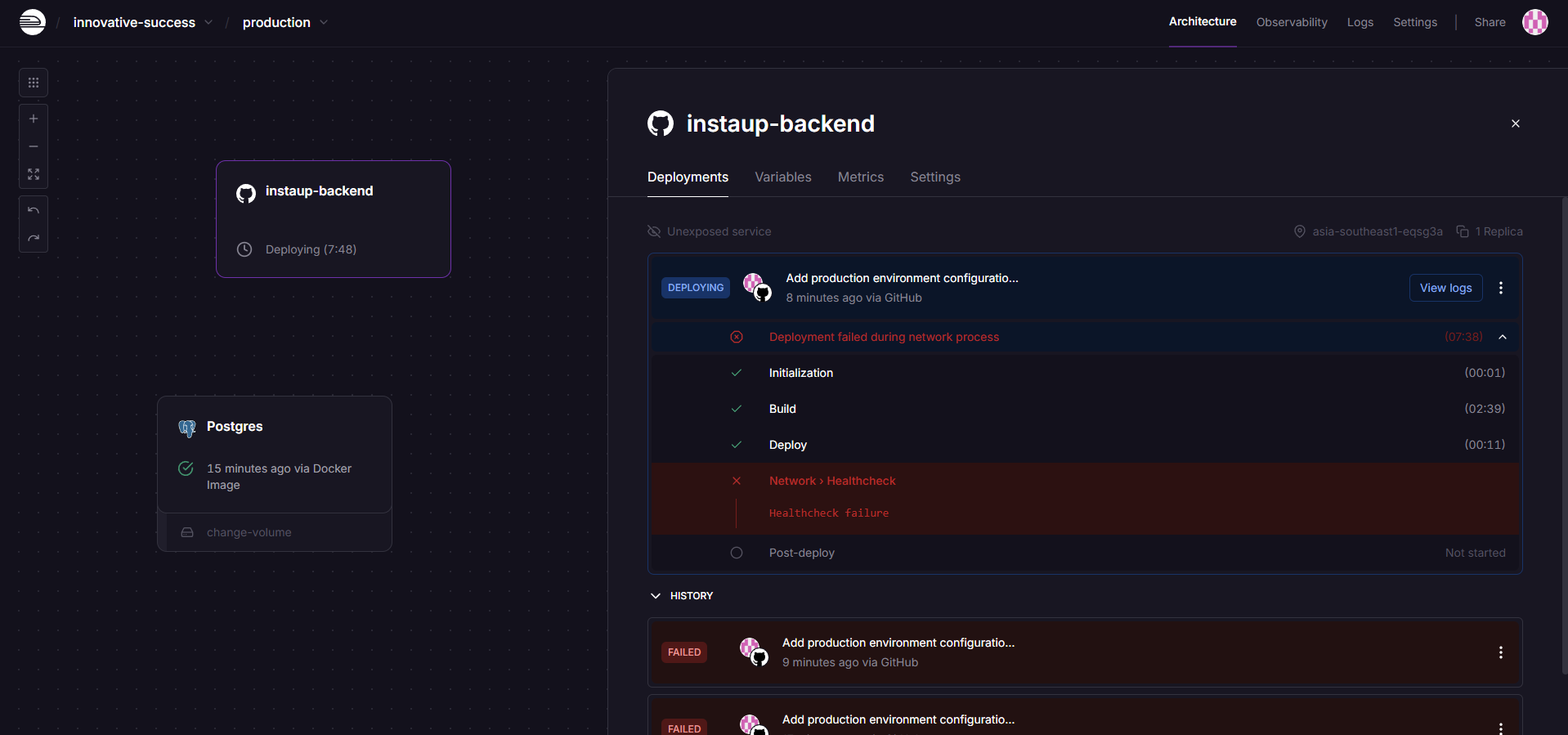 innovative-success
production
Architecture
Observability
Logs
Settings
Share
instaup-backend
Deploying (7:48)
Postgres
15 minutes ago via Docker
Image
change-volume
instaup-backend
Deployments
Variables
Metrics
Settings
Unexposed service
asia-southeast1-eqsg3a
1 Replica
DEPLOYING
Add production environment configuratio...
8 minutes ago via GitHub
View logs
Deployment failed during network process
(07:38)
Initialization
(00:01)
Build
(02:39)
Deploy
(00:11)
Network › Healthcheck
Healthcheck failure
Post-deploy
Not started
HISTORY
FAILED
Add production environment configuratio...
9 minutes ago via GitHub
FAILED
Add production environment configuratio...